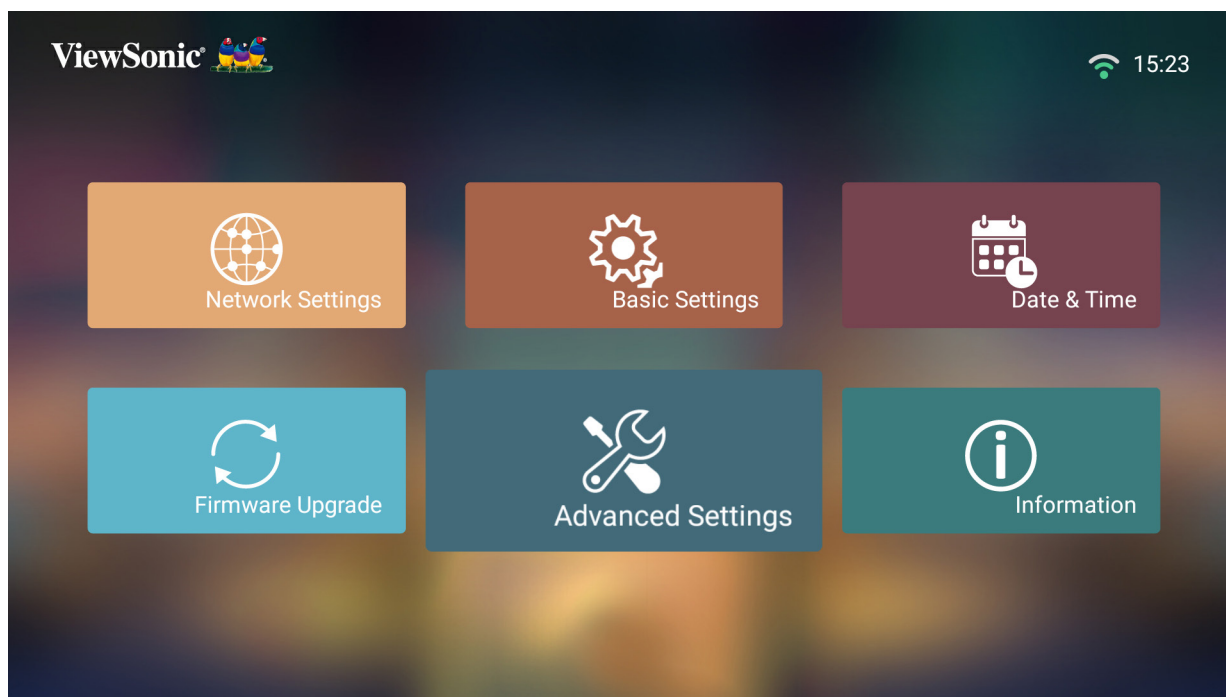 ViewSonic®
15:23
Network Settings
Basic Settings
Date & Time
Firmware Upgrade
Advanced Settings
Information